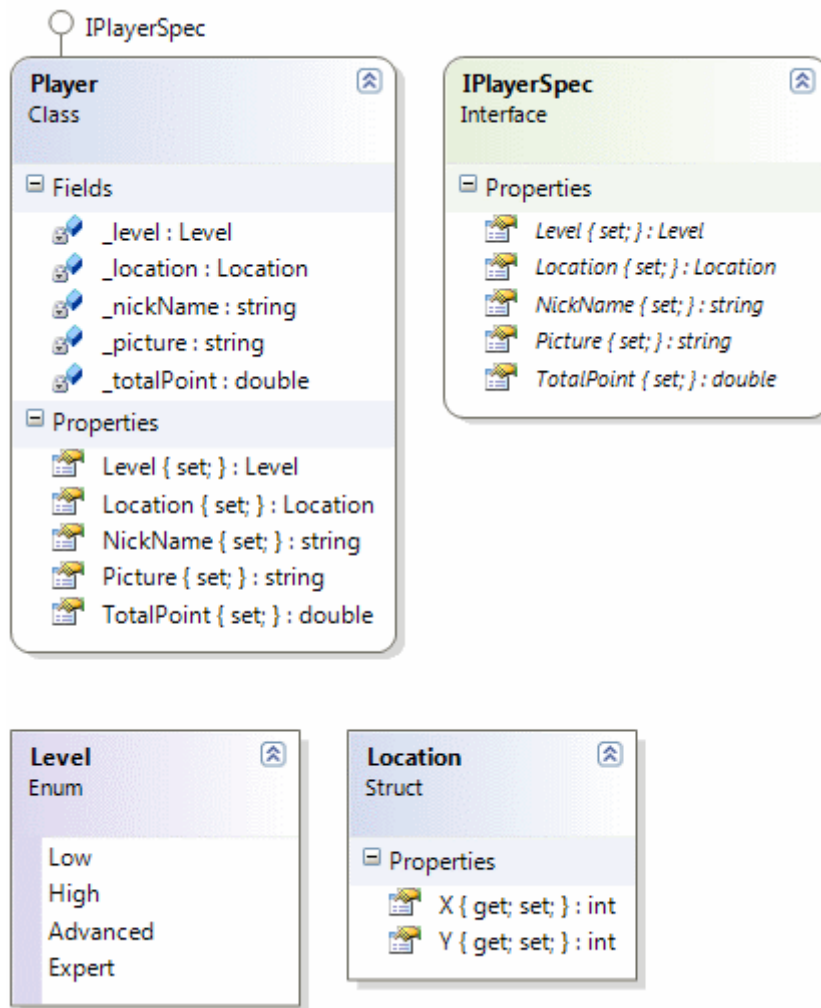 IPlayerSpec
Player
Class
Fields
_level : Level
_location : Location
_nickName : string
_picture : string
_totalPoint : double
Properties
Level { set; } : Level
Location { set; } : Location
NickName { set; } : string
Picture { set; } : string
TotalPoint { set; } : double
IPlayerSpec
Interface
Properties
Level { set; } : Level
Location { set; } : Location
NickName { set; } : string
Picture { set; } : string
TotalPoint { set; } : double
Level
Enum
Low
High
Advanced
Expert
Location
Struct
Properties
X { get; set; } : int
Y { get; set; } : int